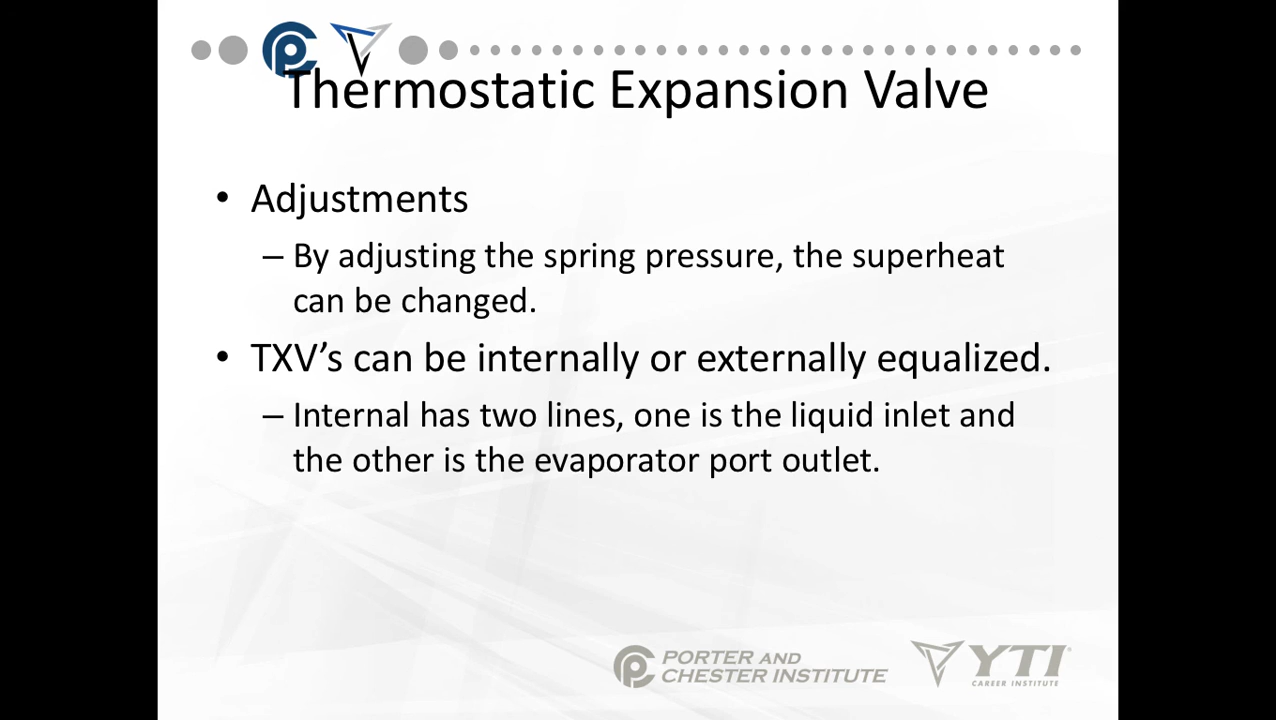 Thermostatic Expansion Valve
• Adjustments
– By adjusting the spring pressure, the superheat
can be changed.
• TXV’s can be internally or externally equalized.
– Internal has two lines, one is the liquid inlet and
the other is the evaporator port outlet.
PORTER AND
CHESTER INSTITUTE
YTI
CAREER INSTITUTE